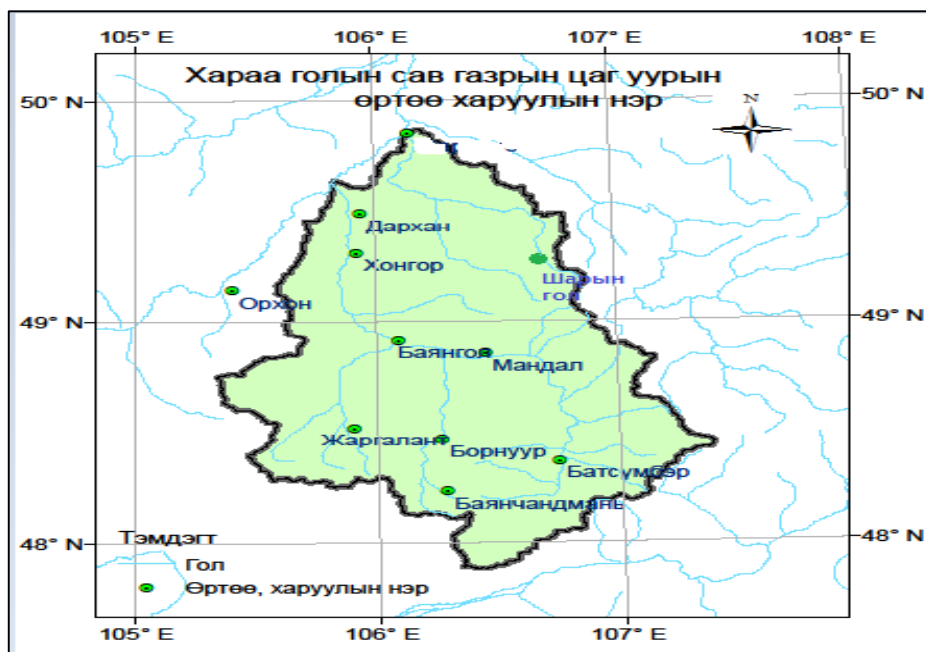 105° E
106° E
107° E
108° E
Хараа голын сав газрын цаг уурын
өртөө харуулын нэр
50° N
50° N
N
Дархан
Хонгор
Шарын
гол
Орхон
49° N
49° N
Баянгол
Мандал
Жаргалант
Борнуур
Батсүмбэр
Баянчандмань
48° N
48° N
Тэмдэгт
Гол
Өртөө, харуулын нэр
105° E
106° E
107° E